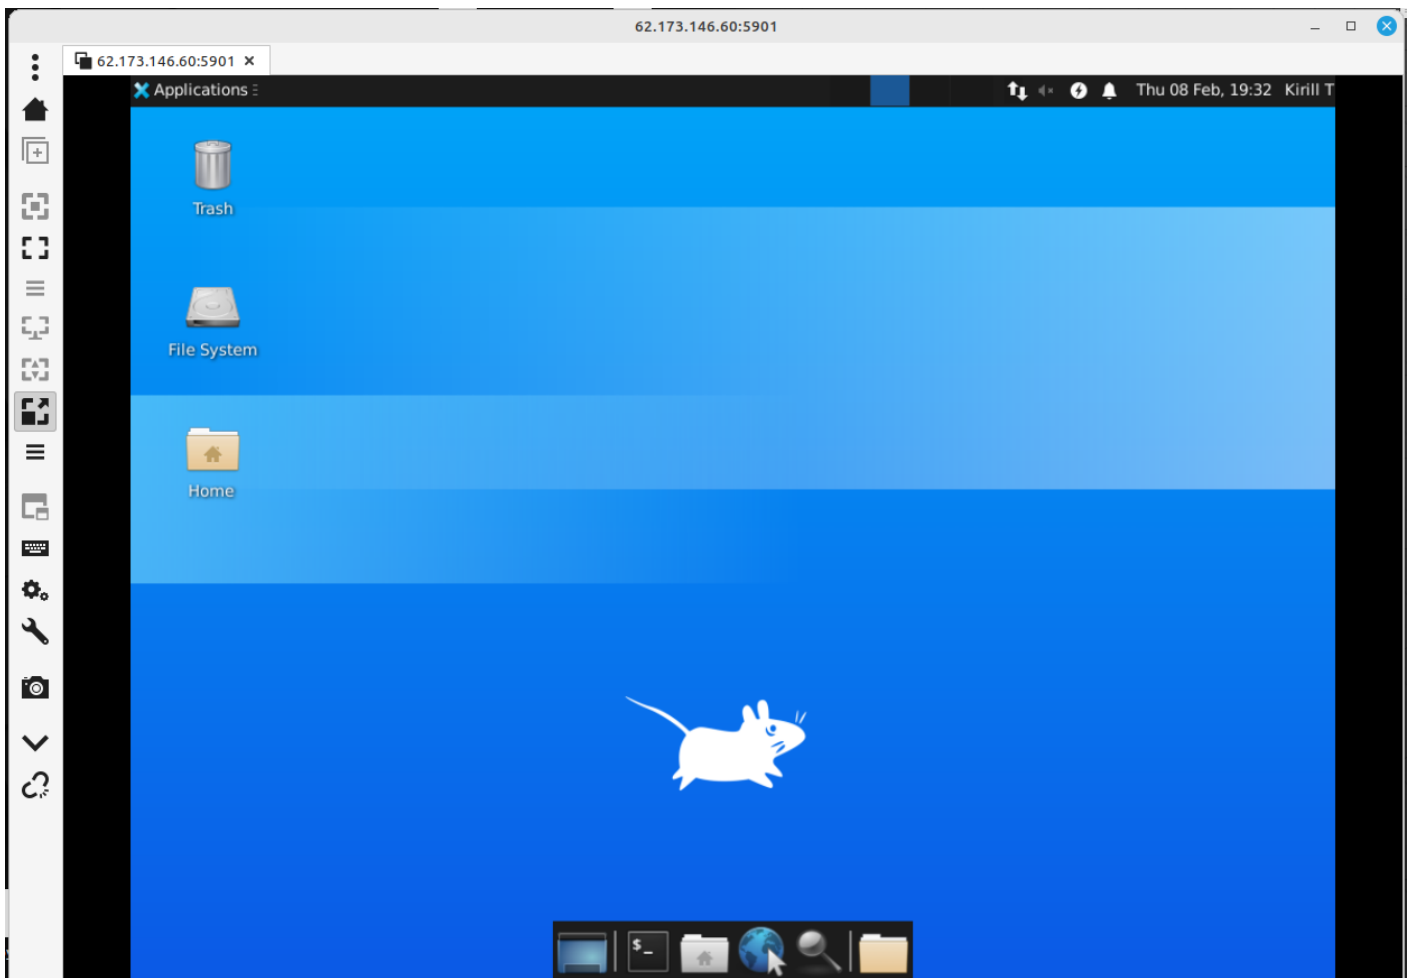 62.173.146.60:5901
62.173.146.60:5901
Applications
Thu 08 Feb, 19:32 Kirill T
Trash
File System
Home
$_